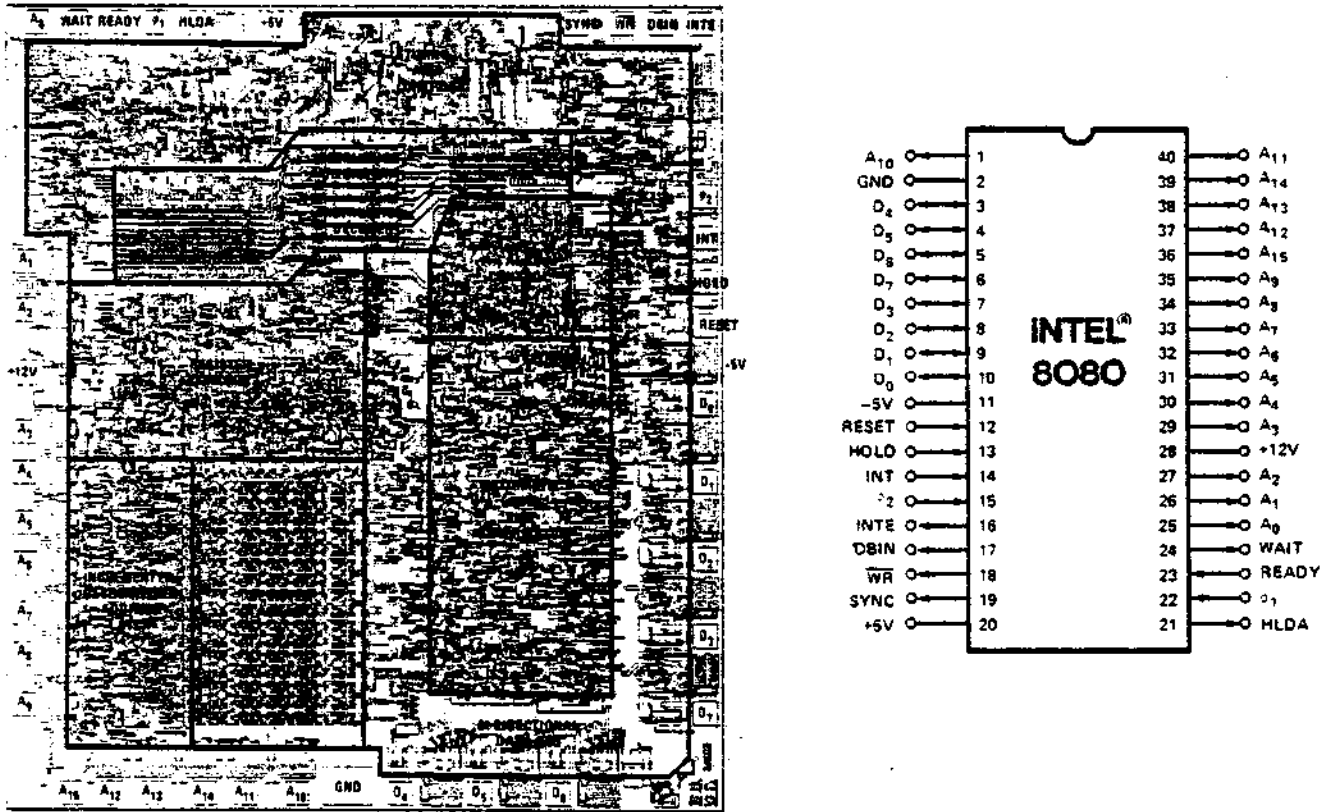 A₀ WAIT READY φ₁ HLDA +5V SYNC W̅R̅ DBIN INTE
φ₂
INT
HOLD
RESET
-5V
D₀
D₁
D₂
D₃
D₇
A₁
A₂
+12V
A₃
A₄
A₅
A₆
A₇
A₈
A₉
INCREMENTER
BI-DIRECTIONAL
A₁₅ A₁₂ A₁₃ A₁₄ A₁₁ A₁₀ GND D₄ D₅ D₆
INTEL®
8080
A₁₀ 1
GND 2
D₄ 3
D₅ 4
D₆ 5
D₇ 6
D₃ 7
D₂ 8
D₁ 9
D₀ 10
-5V 11
RESET 12
HOLD 13
INT 14
φ₂ 15
INTE 16
DBIN 17
W̅R̅ 18
SYNC 19
+5V 20
40 A₁₁
39 A₁₄
38 A₁₃
37 A₁₂
36 A₁₅
35 A₉
34 A₈
33 A₇
32 A₆
31 A₅
30 A₄
29 A₃
28 +12V
27 A₂
26 A₁
25 A₀
24 WAIT
23 READY
22 φ₁
21 HLDA